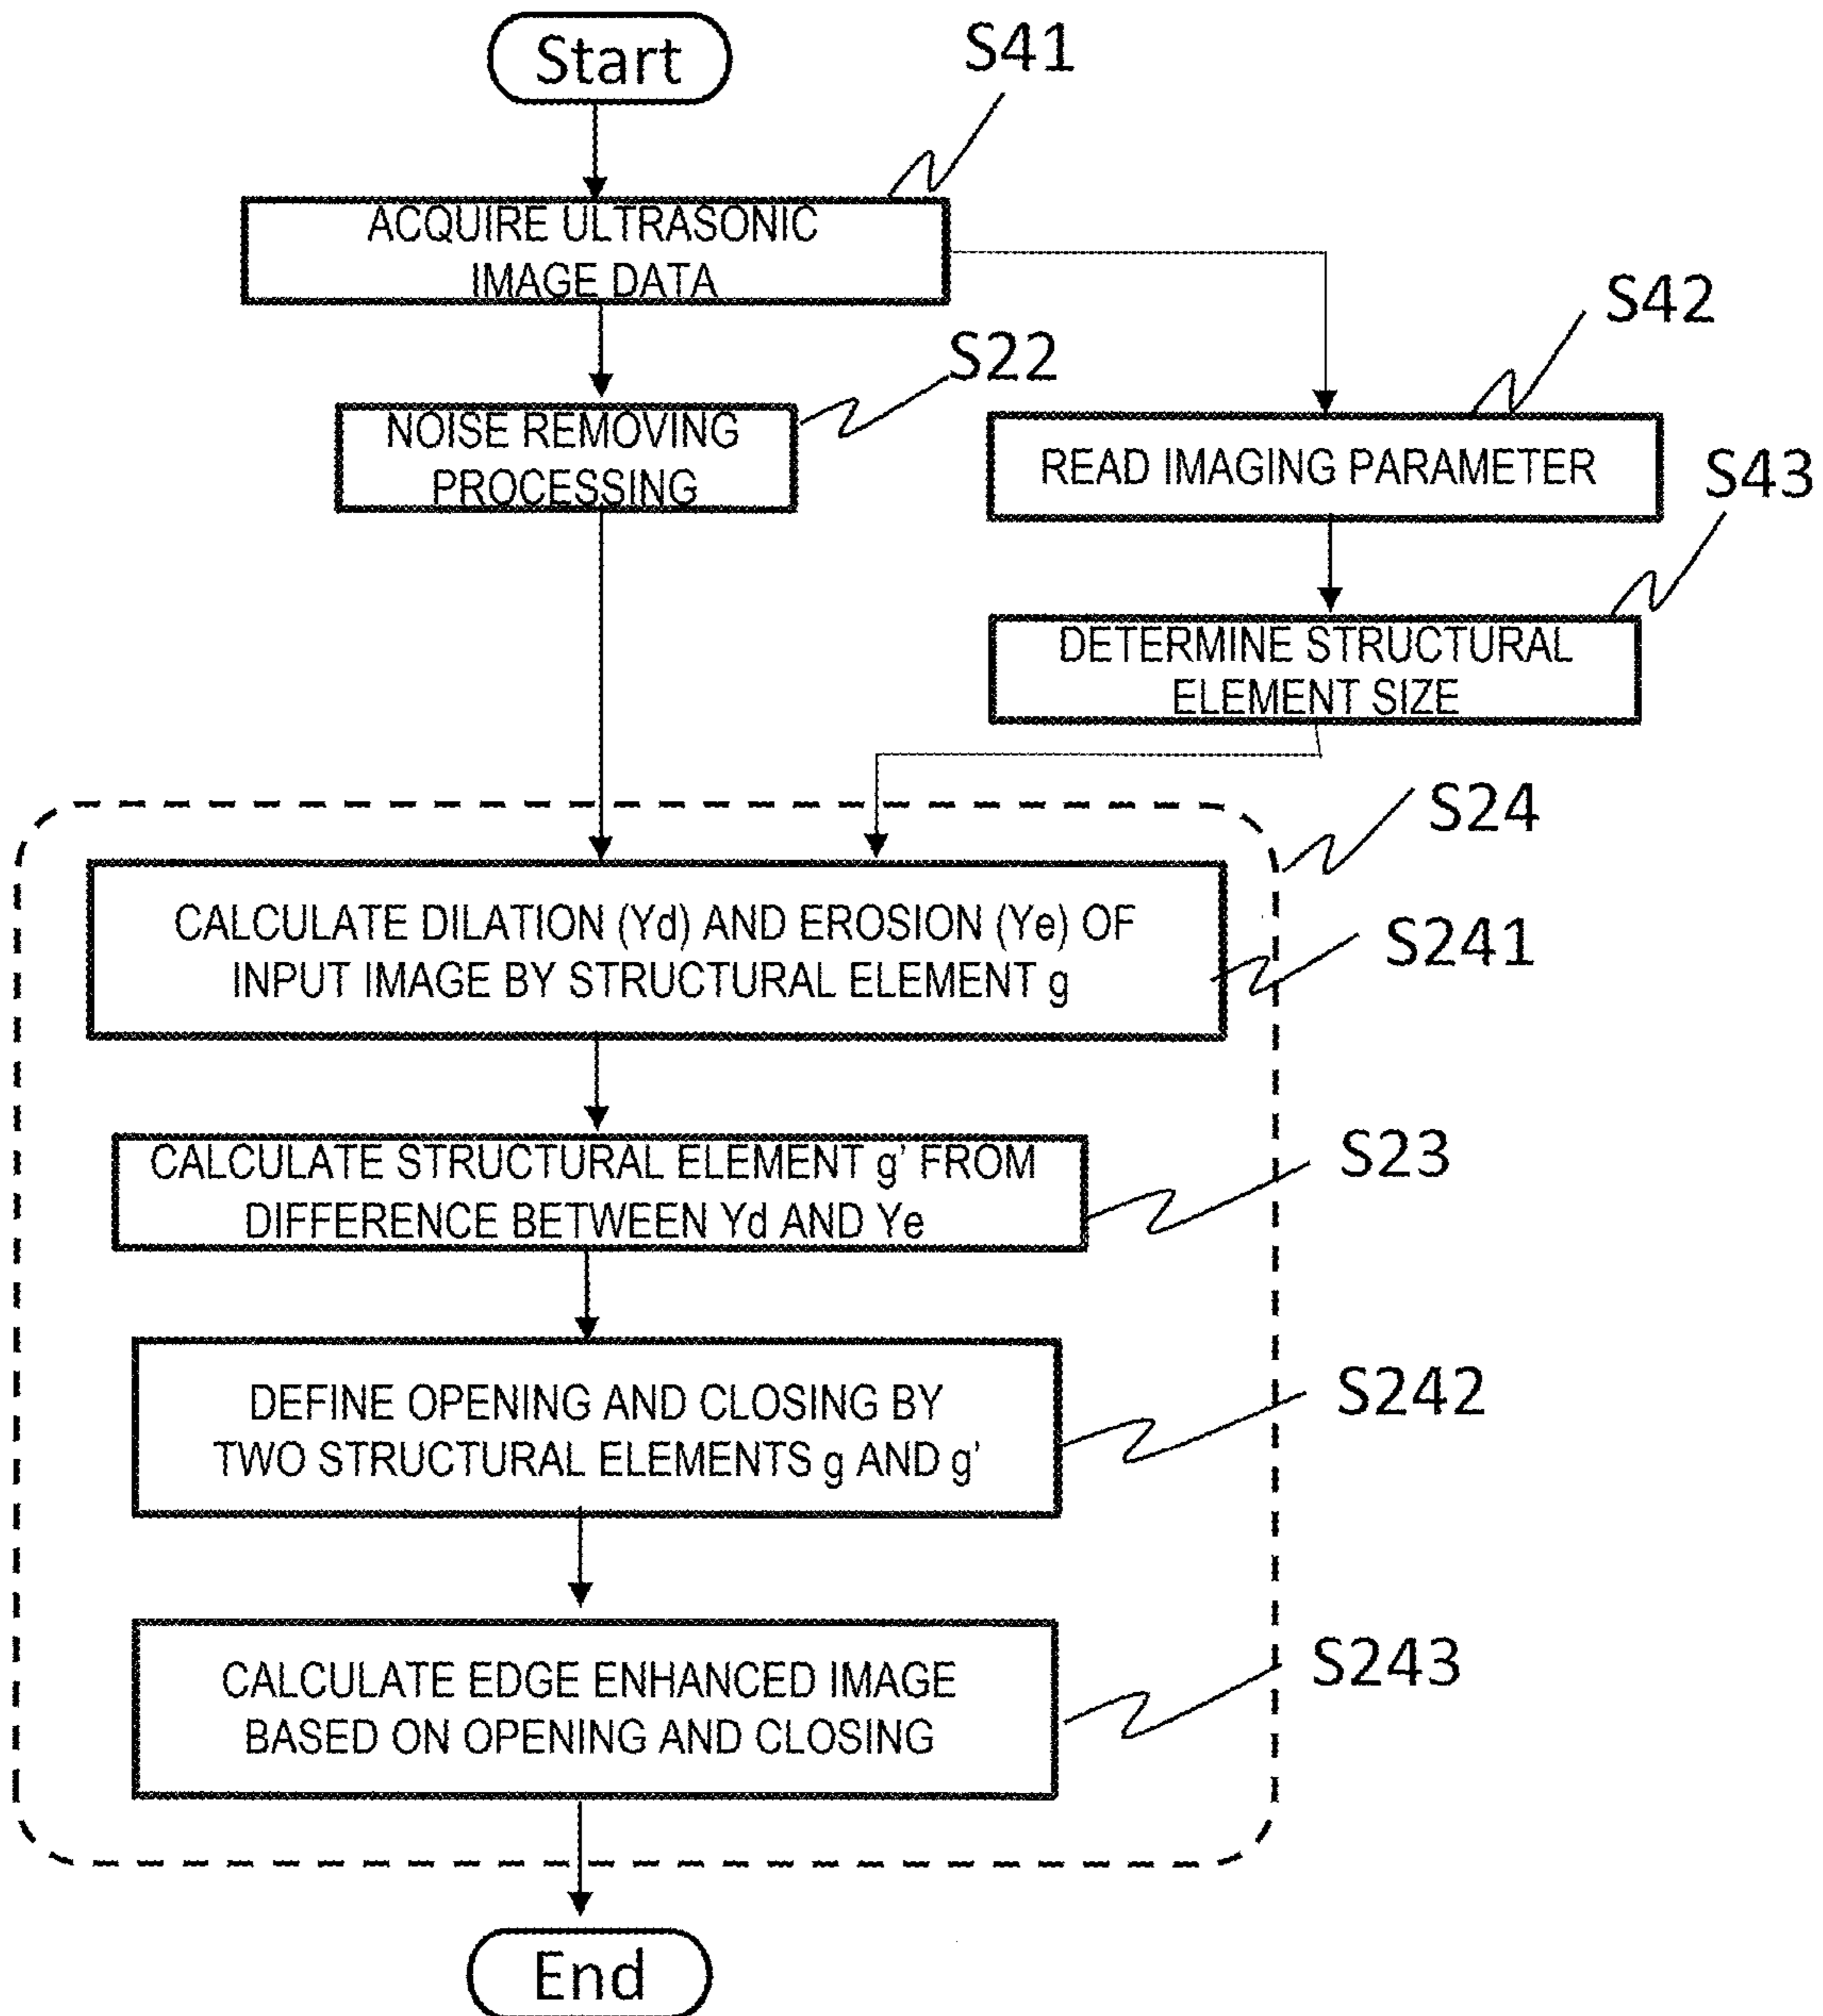 Start
S41
ACQUIRE ULTRASONIC
IMAGE DATA
S42
S22
NOISE REMOVING
PROCESSING
READ IMAGING PARAMETER
S43
DETERMINE STRUCTURAL
ELEMENT SIZE
S24
CALCULATE DILATION (Yd) AND EROSION (Ye) OF
INPUT IMAGE BY STRUCTURAL ELEMENT g
S241
CALCULATE STRUCTURAL ELEMENT g' FROM
DIFFERENCE BETWEEN Yd AND Ye
S23
DEFINE OPENING AND CLOSING BY
TWO STRUCTURAL ELEMENTS g AND g'
S242
CALCULATE EDGE ENHANCED IMAGE
BASED ON OPENING AND CLOSING
S243
End